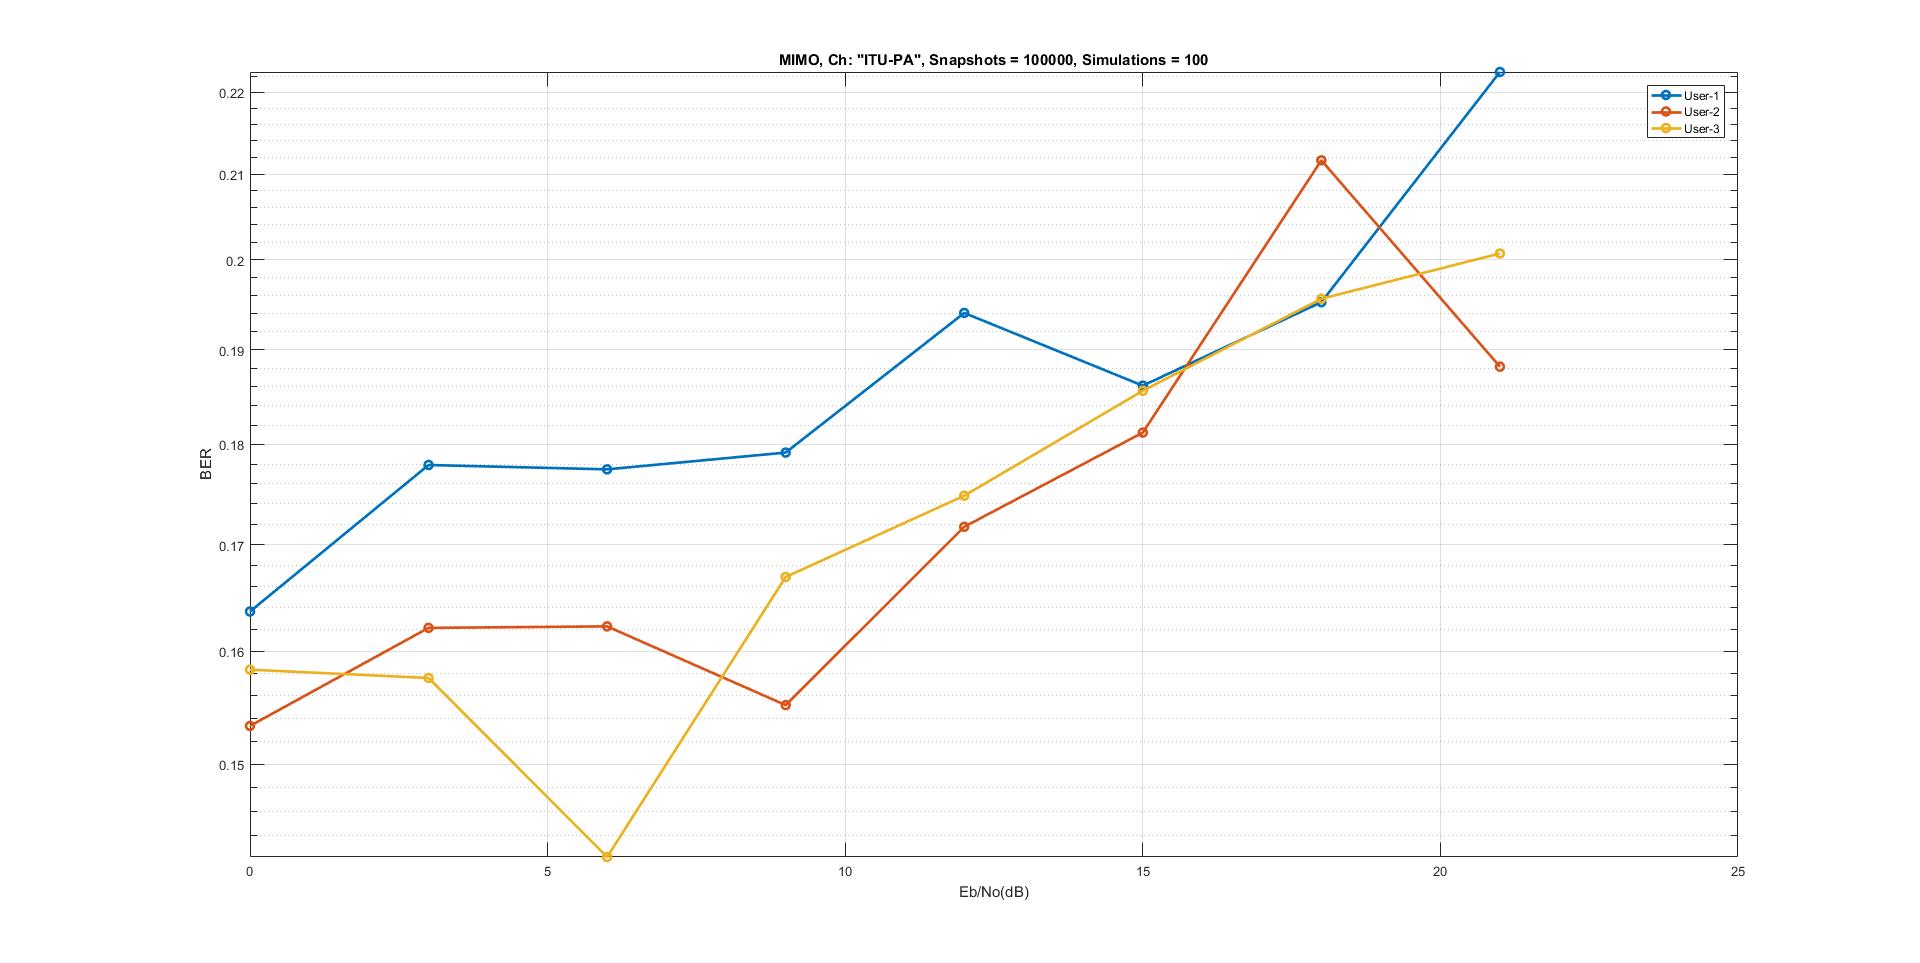 MIMO, Ch: "ITU-PA", Snapshots = 100000, Simulations = 100
User-1
User-2
User-3
0.22
0.21
0.2
0.19
0.18
0.17
0.16
0.15
BER
0 5 10 15 20 25
Eb/No(dB)